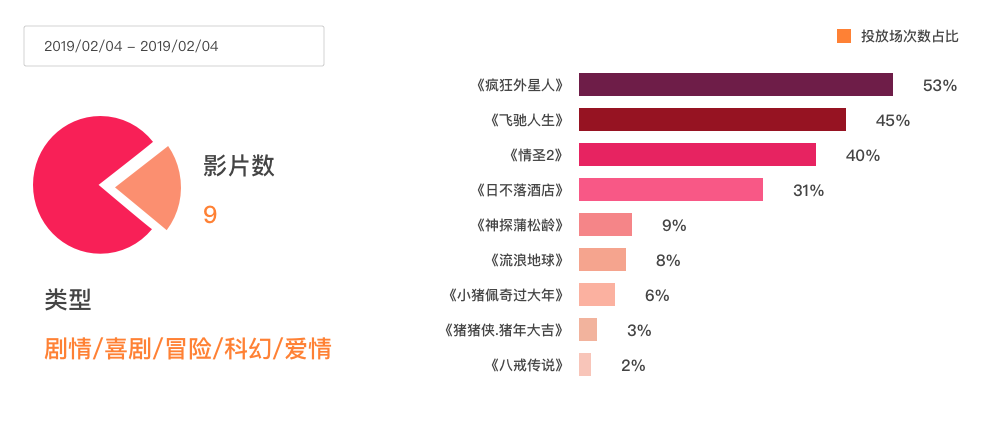 2019/02/04 – 2019/02/04
影片数
9
类型
剧情/喜剧/冒险/科幻/爱情
投放场次数占比
《疯狂外星人》 53%
《飞驰人生》 45%
《情圣2》 40%
《日不落酒店》 31%
《神探蒲松龄》 9%
《流浪地球》 8%
《小猪佩奇过大年》 6%
《猪猪侠.猪年大吉》 3%
《八戒传说》 2%